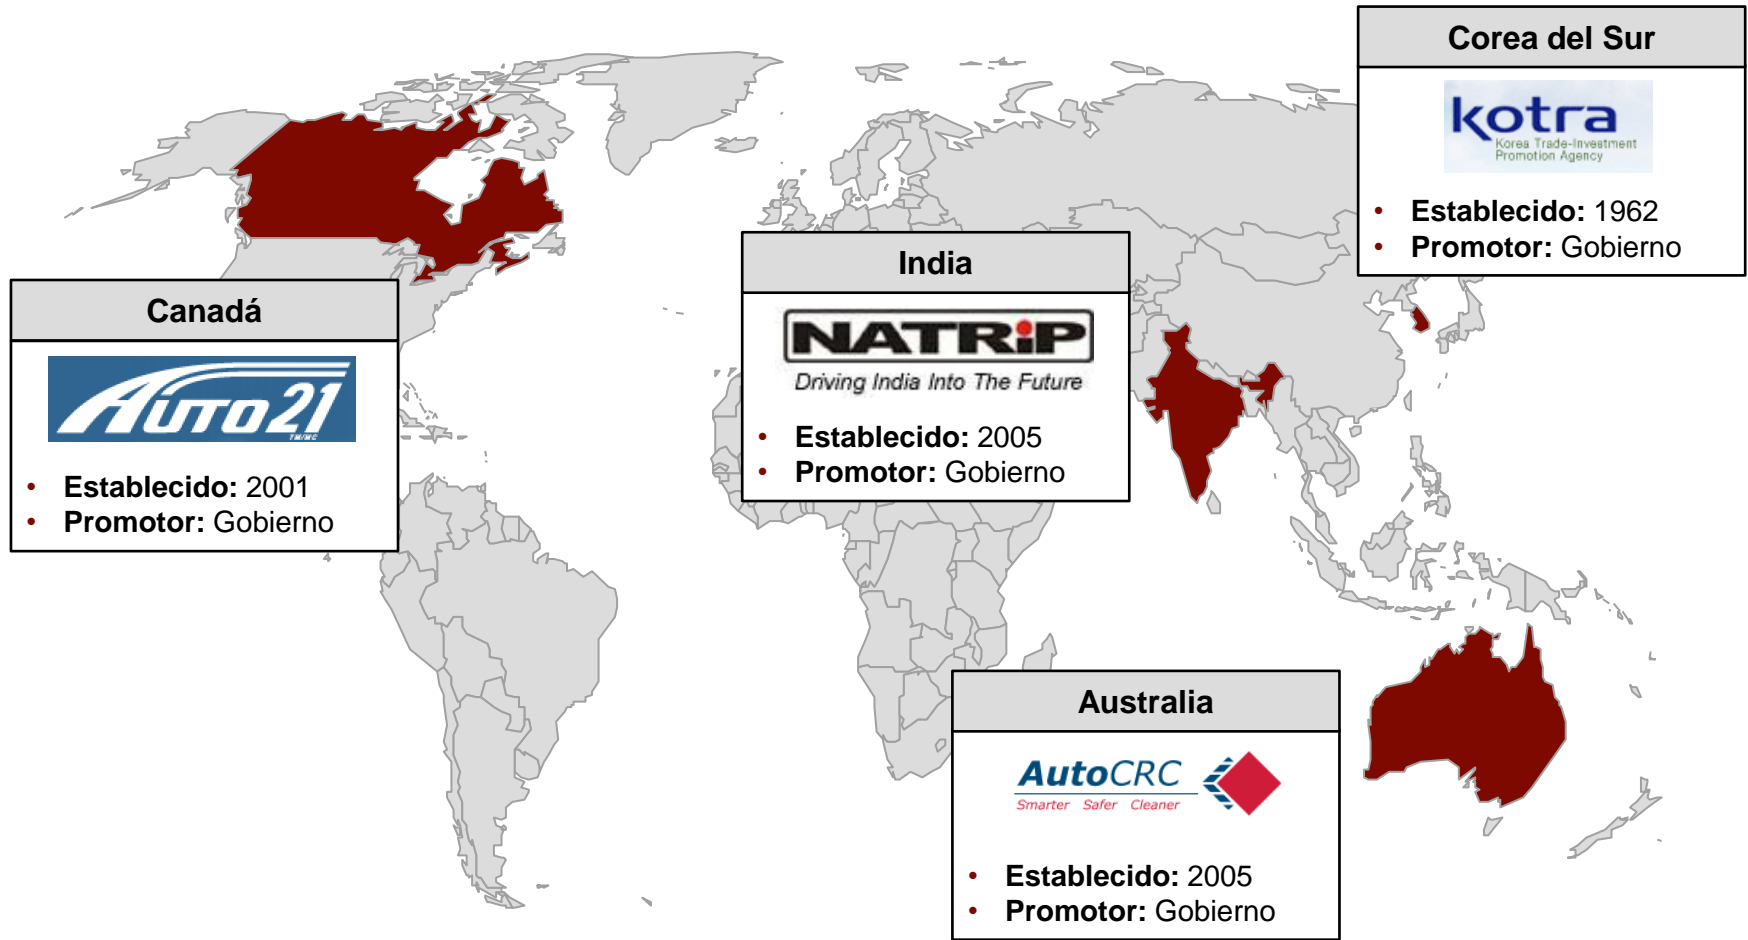 Corea del Sur
kotra
Korea Trade-Investment
Promotion Agency
• Establecido: 1962
• Promotor: Gobierno
India
NATRiP
Driving India Into The Future
• Establecido: 2005
• Promotor: Gobierno
Canadá
AUTO21
TM/MC
• Establecido: 2001
• Promotor: Gobierno
Australia
AutoCRC
Smarter Safer Cleaner
• Establecido: 2005
• Promotor: Gobierno